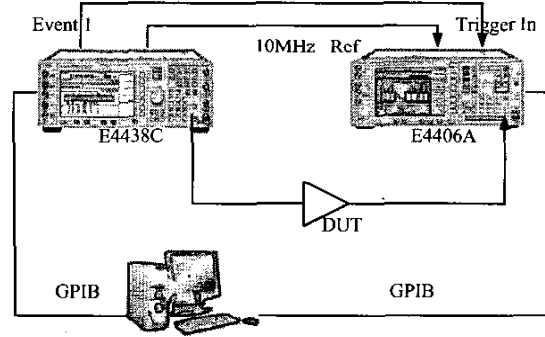 Event 1
Trigger In
10MHz Ref
E4438C
E4406A
DUT
GPIB
GPIB